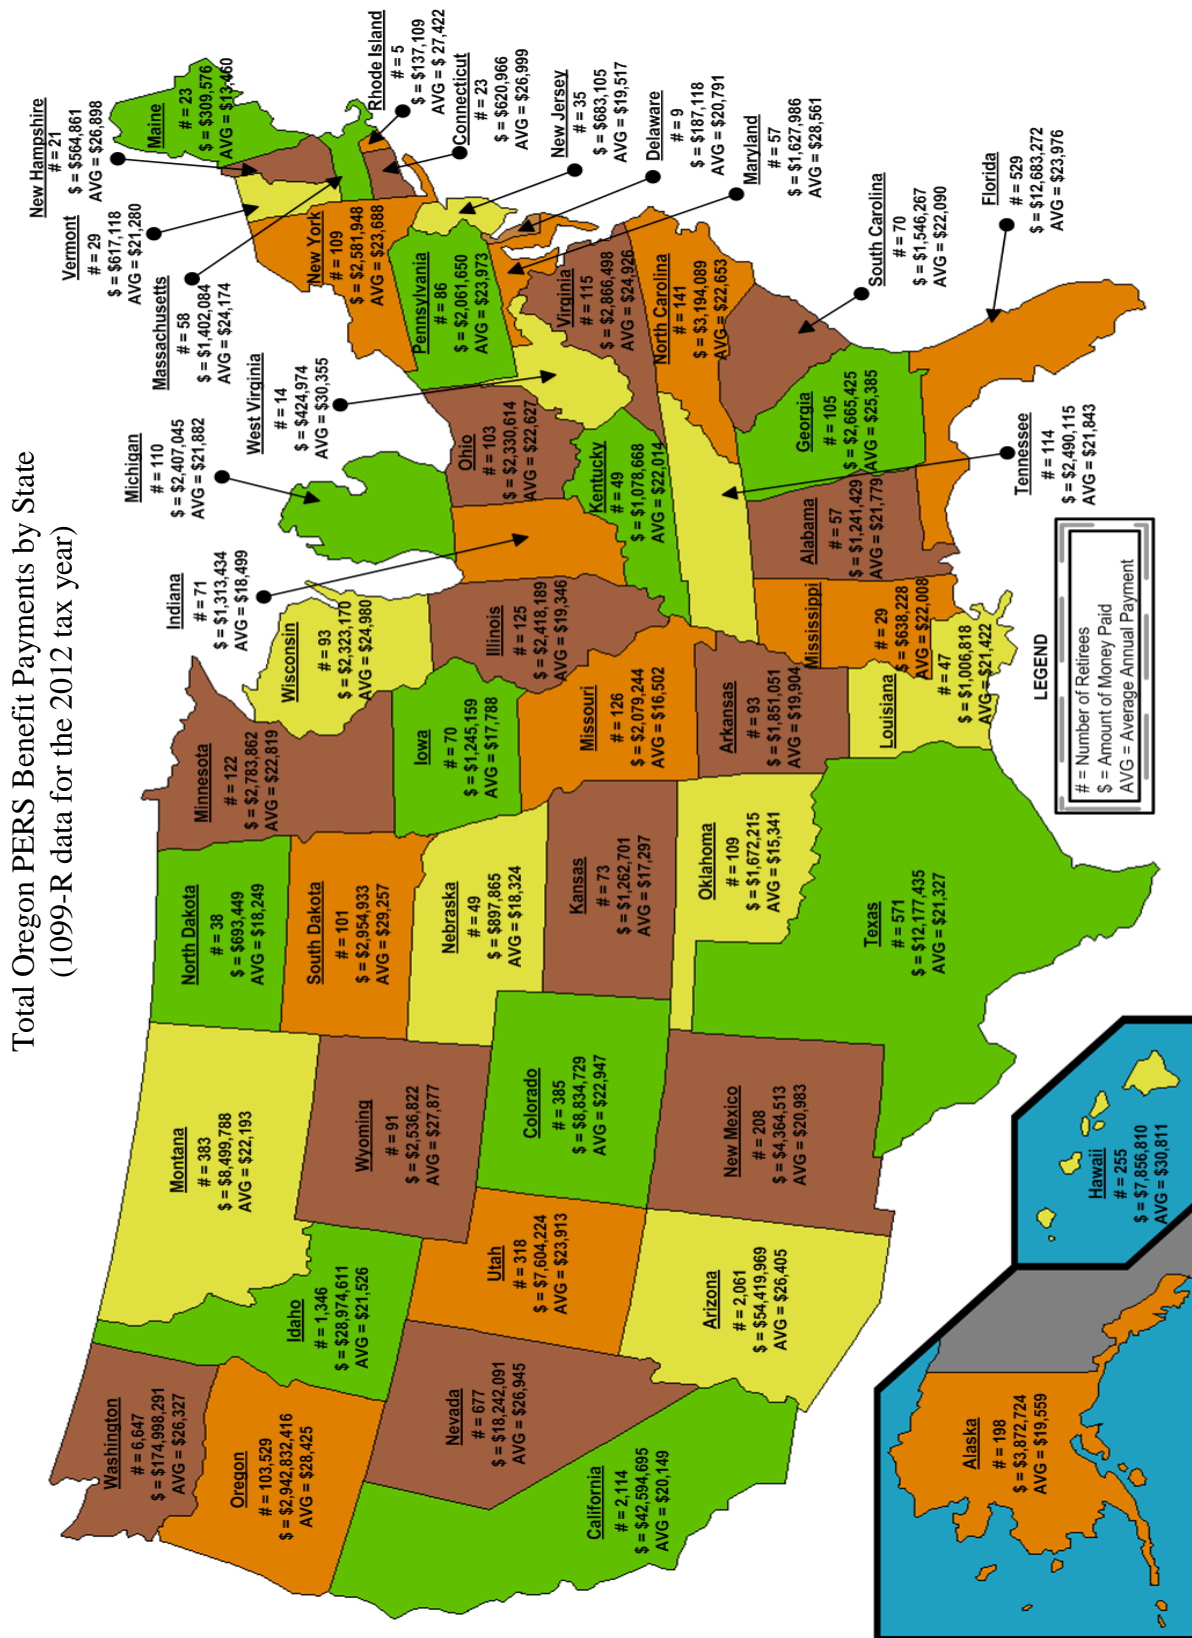 Total Oregon PERS Benefit Payments by State
(1099-R data for the 2012 tax year)
Washington
# = 6,647
$ = $174,998,291
AVG = $26,327
Oregon
# = 103,529
$ = $2,942,832,416
AVG = $28,425
California
# = 2,114
$ = $42,594,695
AVG = $20,149
Nevada
# = 677
$ = $18,242,091
AVG = $26,945
Idaho
# = 1,346
$ = $28,974,611
AVG = $21,526
Montana
# = 383
$ = $8,499,788
AVG = $22,193
Wyoming
# = 91
$ = $2,536,822
AVG = $27,877
Utah
# = 318
$ = $7,604,224
AVG = $23,913
Arizona
# = 2,061
$ = $54,419,969
AVG = $26,405
Colorado
# = 385
$ = $8,834,729
AVG = $22,947
New Mexico
# = 208
$ = $4,364,513
AVG = $20,983
North Dakota
# = 38
$ = $693,449
AVG = $18,249
South Dakota
# = 101
$ = $2,954,933
AVG = $29,257
Nebraska
# = 49
$ = $897,865
AVG = $18,324
Kansas
# = 73
$ = $1,262,701
AVG = $17,297
Oklahoma
# = 109
$ = $1,672,215
AVG = $15,341
Texas
# = 571
$ = $12,177,435
AVG = $21,327
Minnesota
# = 122
$ = $2,783,862
AVG = $22,819
Iowa
# = 70
$ = $1,245,159
AVG = $17,788
Missouri
# = 126
$ = $2,079,244
AVG = $16,502
Arkansas
# = 93
$ = $1,851,051
AVG = $19,904
Louisiana
# = 47
$ = $1,006,818
AVG = $21,422
Wisconsin
# = 93
$ = $2,323,170
AVG = $24,980
Illinois
# = 125
$ = $2,418,189
AVG = $19,346
Mississippi
# = 29
$ = $638,228
AVG = $22,008
Indiana
# = 71
$ = $1,313,434
AVG = $18,499
Michigan
# = 110
$ = $2,407,045
AVG = $21,882
Ohio
# = 103
$ = $2,330,614
AVG = $22,627
Kentucky
# = 49
$ = $1,078,668
AVG = $22,014
Tennessee
# = 114
$ = $2,490,115
AVG = $21,843
Alabama
# = 57
$ = $1,241,429
AVG = $21,779
Georgia
# = 105
$ = $2,665,425
AVG = $25,385
Florida
# = 529
$ = $12,683,272
AVG = $23,976
South Carolina
# = 70
$ = $1,546,267
AVG = $22,090
North Carolina
# = 141
$ = $3,194,089
AVG = $22,653
Virginia
# = 115
$ = $2,866,498
AVG = $24,926
West Virginia
# = 14
$ = $424,974
AVG = $30,355
Pennsylvania
# = 86
$ = $2,061,650
AVG = $23,973
New York
# = 109
$ = $2,581,948
AVG = $23,688
Massachusetts
# = 58
$ = $1,402,084
AVG = $24,174
Vermont
# = 29
$ = $617,118
AVG = $21,280
New Hampshire
# = 21
$ = $564,861
AVG = $26,898
Maine
# = 23
$ = $309,576
AVG = $13,460
Rhode Island
# = 5
$ = $137,109
AVG = $ 27,422
Connecticut
# = 23
$ = $620,966
AVG = $26,999
New Jersey
# = 35
$ = $683,105
AVG = $19,517
Delaware
# = 9
$ = $187,118
AVG = $20,791
Maryland
# = 57
$ = $1,627,986
AVG = $28,561
Alaska
# = 198
$ = $3,872,724
AVG = $19,559
Hawaii
# = 255
$ = $7,856,810
AVG = $30,811
LEGEND
# = Number of Retirees
$ = Amount of Money Paid
AVG = Average Annual Payment